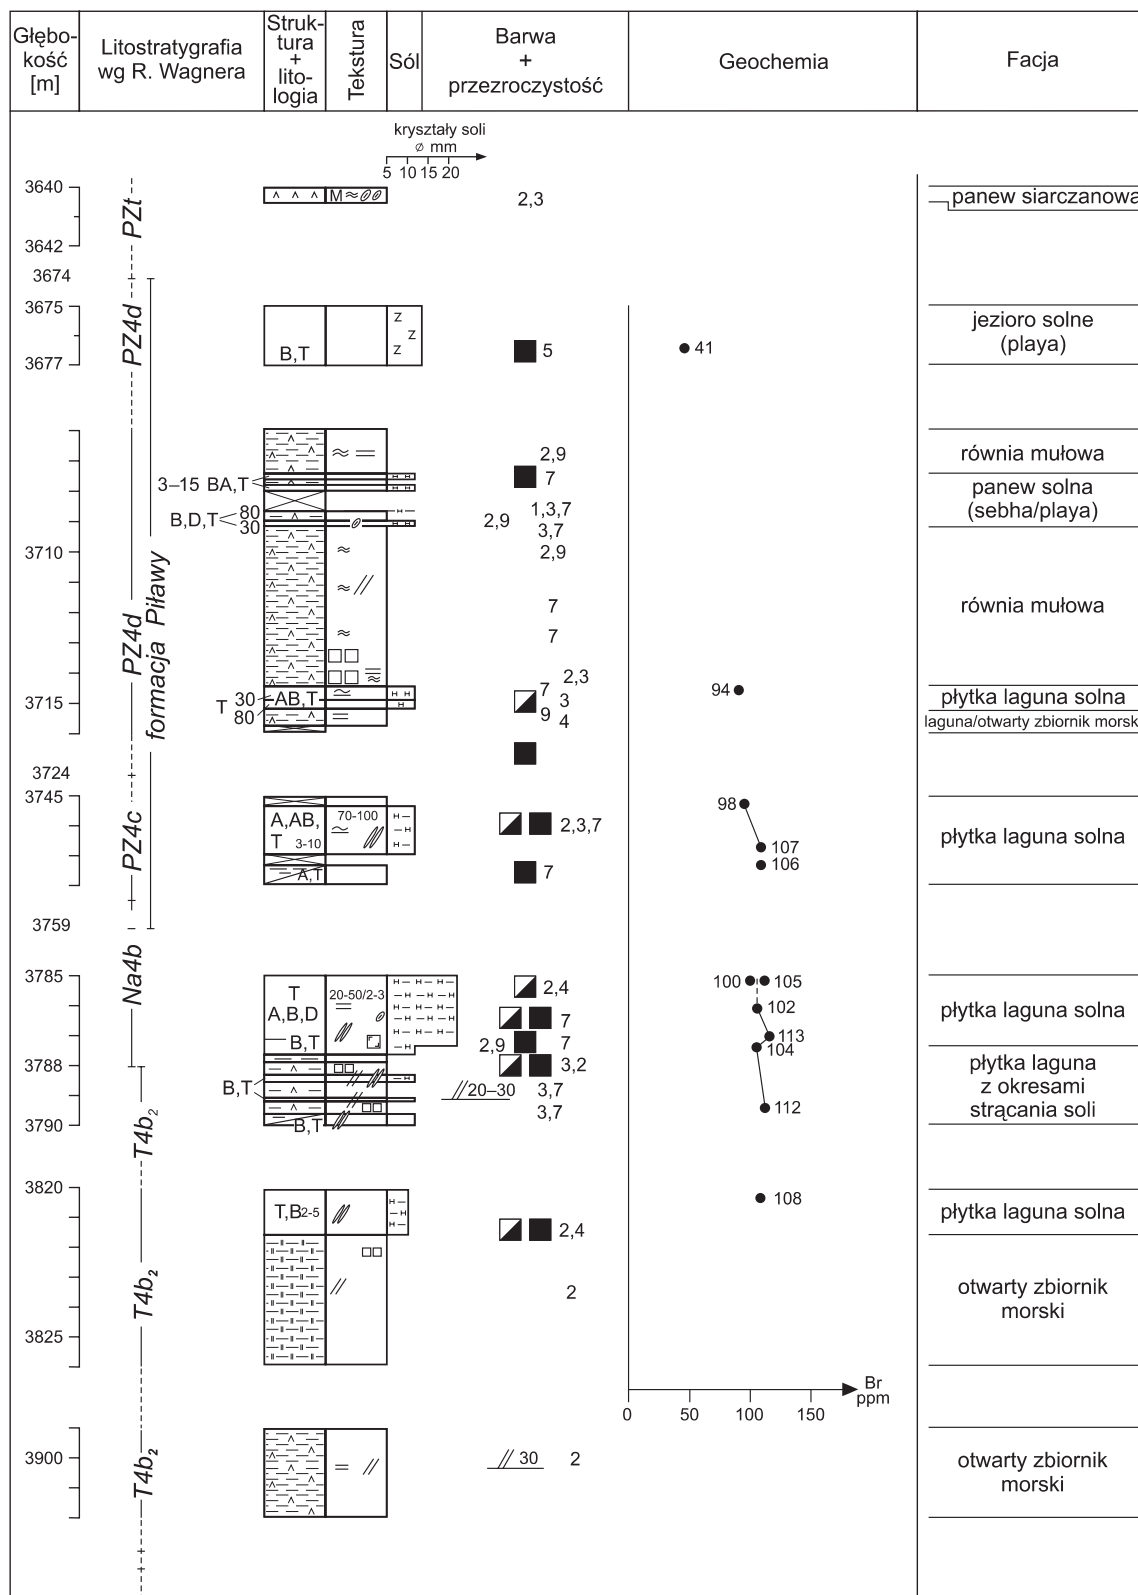 Głębo-
kość
[m]
Litostratygrafia
wg R. Wagnera
Struk-
tura
+
lito-
logia
Tekstura
Sól
Barwa
+
przezroczystość
Geochemia
Facja
kryształy soli
ø mm
5 10 15 20
3640
PZt
M
2,3
panew siarczanowa
3642
3674
3675
PZ4d
B,T
z
z
z
5
41
jezioro solne
(playa)
3677
formacja Piławy
2,9
równia mułowa
3–15 BA,T
H H
H H
7
panew solna
(sebha/playa)
B,D,T
80
30
H
H H
2,9
1,3,7
3,7
3710
2,9
PZ4d
7
równia mułowa
7
2,3
T
30
80
AB,T
H H
H
7
3
9
4
94
płytka laguna solna
3715
laguna/otwarty zbiornik morsk
3724
3745
PZ4c
A,AB,
T 3-10
70-100
H
H
H
2,3,7
98
107
106
płytka laguna solna
A,T
7
3759
Na4b
3785
T
A,B,D
B,T
20-50/2-3
H H H
H H H
H H H
H H H
H H H
2,4
7
2,9
7
3,2
100
105
102
113
104
płytka laguna solna
3788
B,T
H
//20–30
3,7
3,7
112
płytka laguna
z okresami
strącania soli
B,T
3790
T4b₂
3820
T,B2-5
H
H
H
2,4
108
płytka laguna solna
T4b₂
2
otwarty zbiornik
morski
3825
Br
ppm
0 50 100 150
T4b₂
3900
// 30
2
otwarty zbiornik
morski